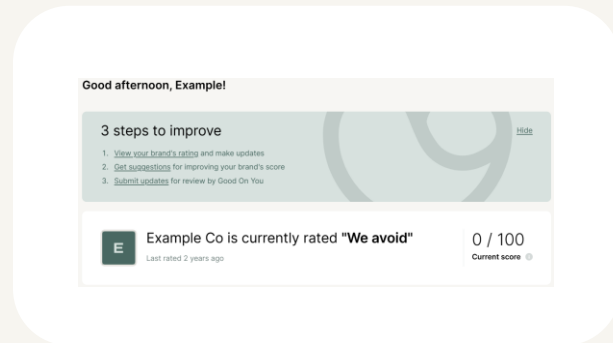 Good afternoon, Example!
3 steps to improve
Hide
1. View your brand's rating and make updates
2. Get suggestions for improving your brand's score
3. Submit updates for review by Good On You
E
Example Co is currently rated "We avoid"
Last rated 2 years ago
0 / 100
Current score